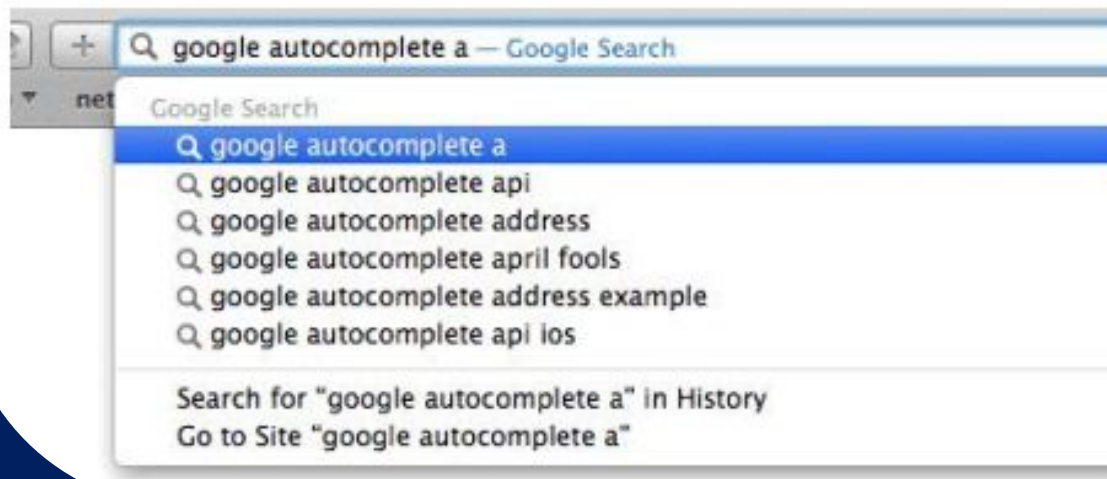 google autocomplete a — Google Search
net
Google Search
google autocomplete a
google autocomplete api
google autocomplete address
google autocomplete april fools
google autocomplete address example
google autocomplete api ios
Search for "google autocomplete a" in History
Go to Site "google autocomplete a"